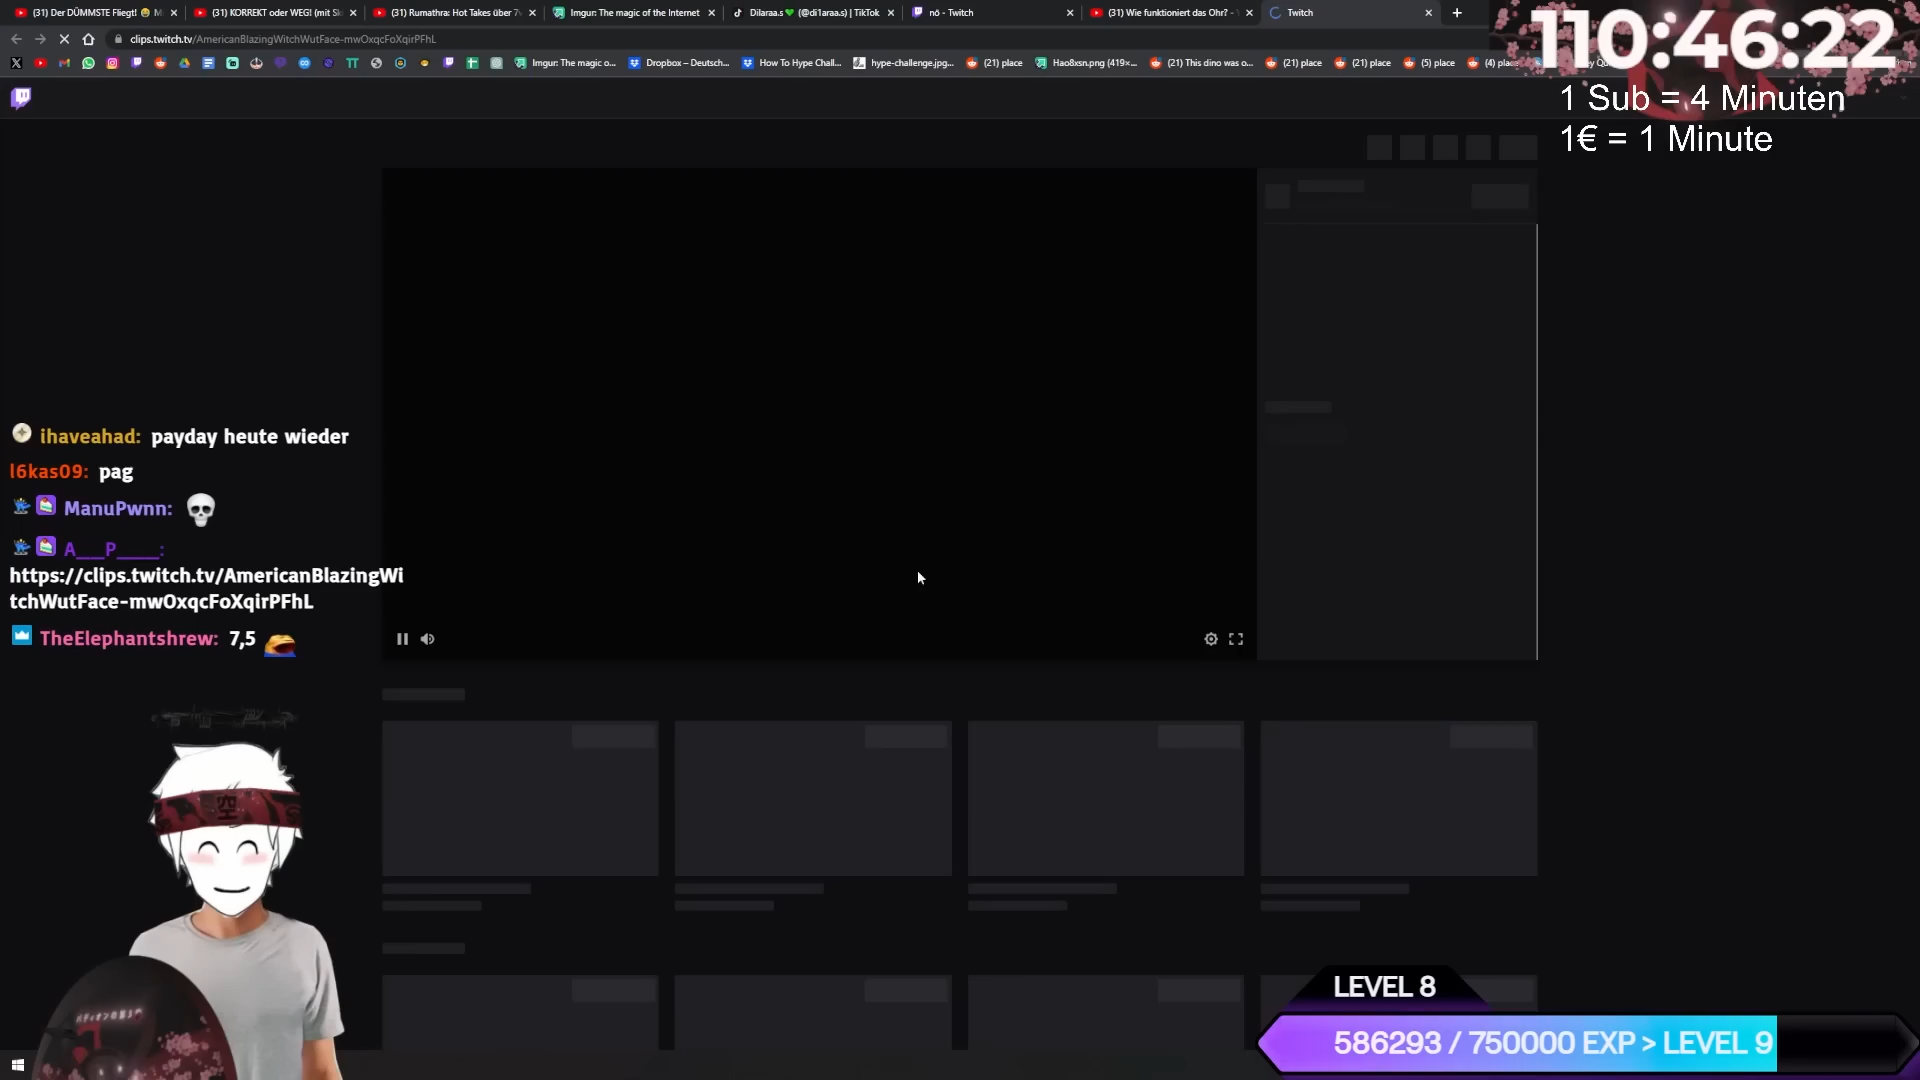 (31) Der DÜMMSTE Fliegt!
(31) KORREKT oder WEG! (mit
(31) Rumathra: Hot Takes über
Imgur: The magic of the Internet
Dilaraa.s💚 (@di1araa.s) | TikTok
nö - Twitch
(31) Wie funktioniert das Ohr? -
Twitch
clips.twitch.tv/AmericanBlazingWitchWutFace-mwOxqcFoXqirPFhL
Imgur: The magic o...
Dropbox – Deutsch...
How To Hype Chall...
hype-challenge.jpg...
(21) place
Hao8xsn.png (419×...
(21) This dino was o...
(21) place
(21) place
(5) place
110:46:22
1 Sub = 4 Minuten
1€ = 1 Minute
ihaveahad: payday heute wieder
l6kas09: pag
ManuPwnn: 💀
A__P____:
https://clips.twitch.tv/AmericanBlazingWi
tchWutFace-mwOxqcFoXqirPFhL
TheElephantshrew: 7,5
空
LEVEL 8
586293 / 750000 EXP > LEVEL 9